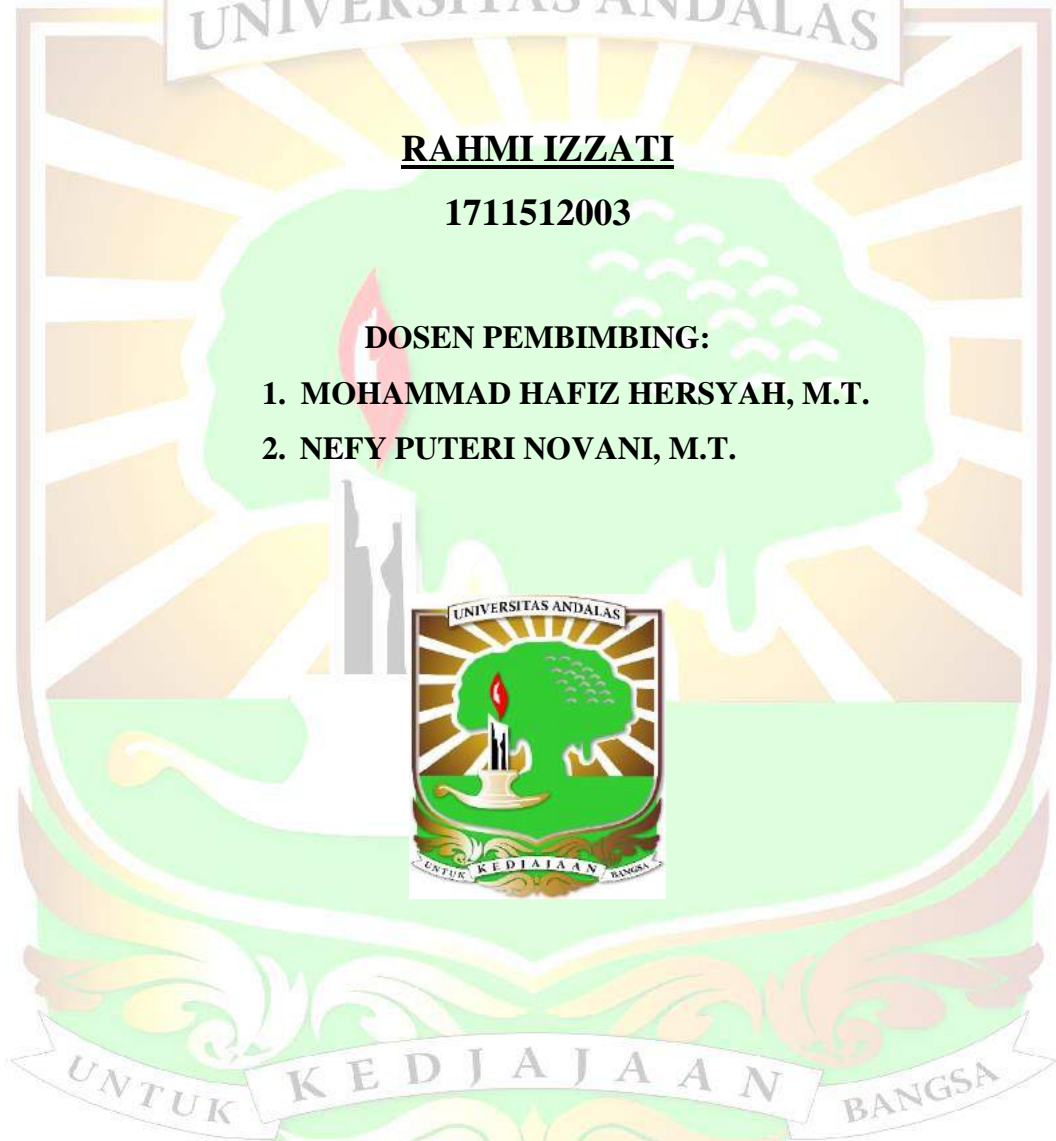 UNIVERSITAS ANDALAS
RAHMI IZZATI
1711512003
DOSEN PEMBIMBING:
1. MOHAMMAD HAFIZ HERSYAH, M.T.
2. NEFY PUTERI NOVANI, M.T.
UNIVERSITAS ANDALAS
UNTUK KEDJAJAAN BANGSA
UNTUK KEDJAJAAN BANGSA